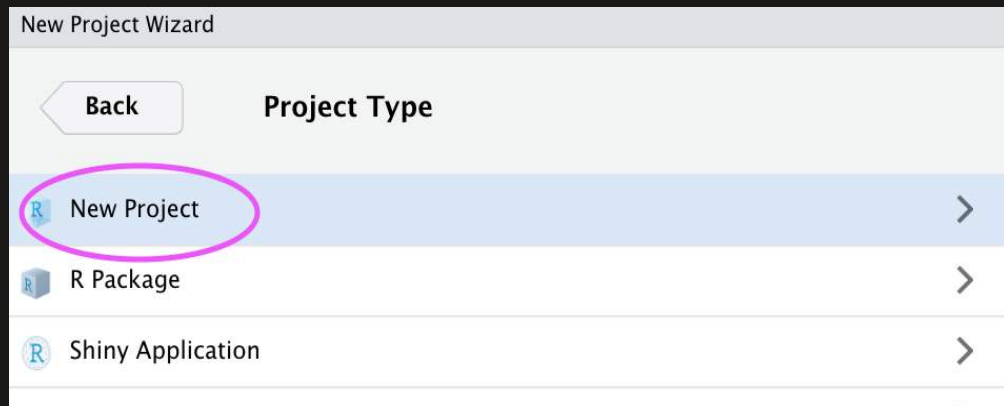 New Project Wizard
Back
Project Type
R New Project
R R Package
R Shiny Application